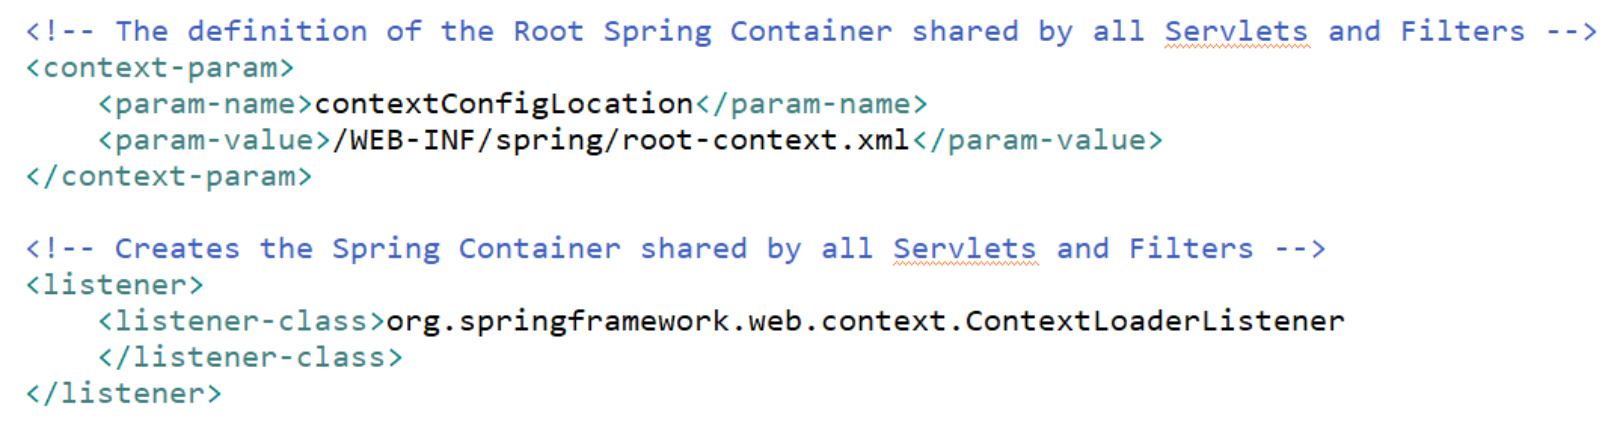 <!-- The definition of the Root Spring Container shared by all Servlets and Filters -->
<context-param>
    <param-name>contextConfigLocation</param-name>
    <param-value>/WEB-INF/spring/root-context.xml</param-value>
</context-param>

<!-- Creates the Spring Container shared by all Servlets and Filters -->
<listener>
    <listener-class>org.springframework.web.context.ContextLoaderListener
    </listener-class>
</listener>